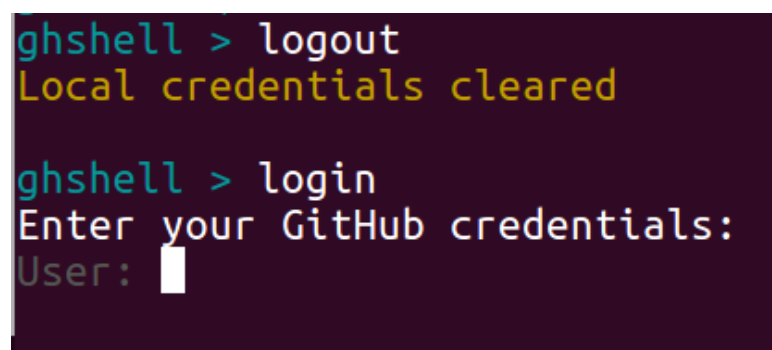 ghshell > logout
Local credentials cleared
ghshell > login
Enter your GitHub credentials:
User: